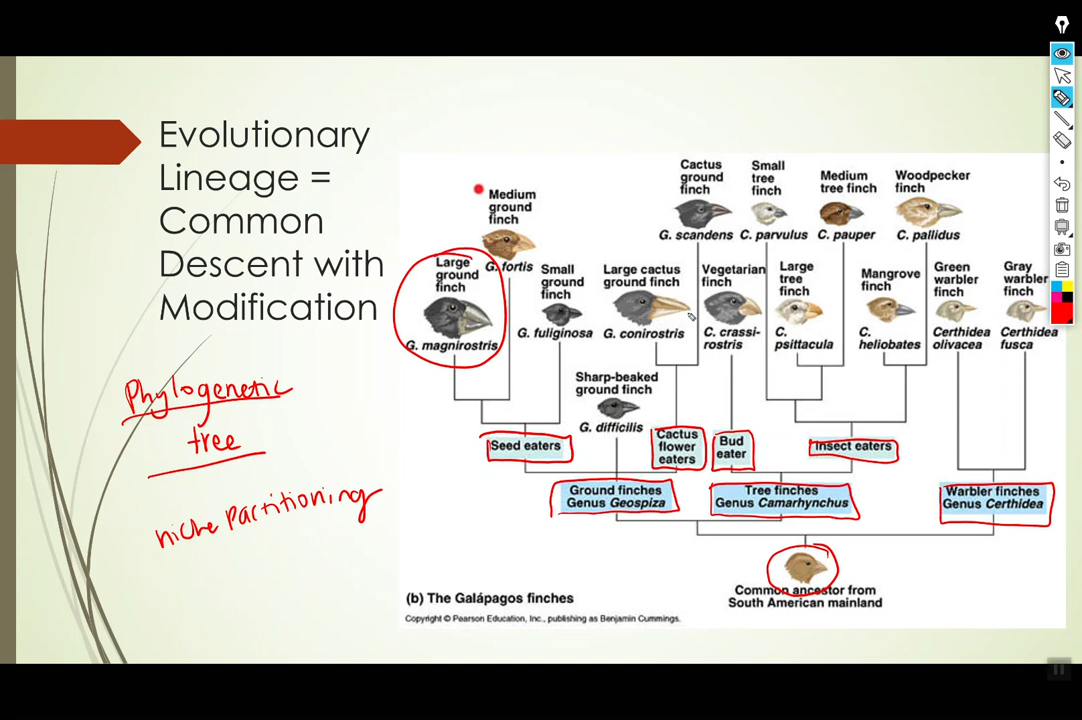 Evolutionary
Lineage =
Common
Descent with
Modification
Phylogenetic
tree
niche partitioning
Cactus
ground
finch
G. scandens
Small
tree
finch
C. parvulus
Medium
tree finch
C. pauper
Woodpecker
finch
C. pallidus
Medium
ground
finch
G. fortis
Large
ground
finch
G. magnirostris
Small
ground
finch
G. fuliginosa
Large cactus
ground finch
G. conirostris
Vegetarian
finch
C. crassi-
rostris
Large
tree
finch
C.
psittacula
Mangrove
finch
C.
heliobates
Green
warbler
finch
Certhidea
olivacea
Gray
warbler
finch
Certhidea
fusca
Sharp-beaked
ground finch
G. difficilis
Seed eaters
Cactus
flower
eaters
Bud
eater
Insect eaters
Ground finches
Genus Geospiza
Tree finches
Genus Camarhynchus
Warbler finches
Genus Certhidea
Common ancestor from
South American mainland
(b) The Galápagos finches
Copyright © Pearson Education, Inc., publishing as Benjamin Cummings.